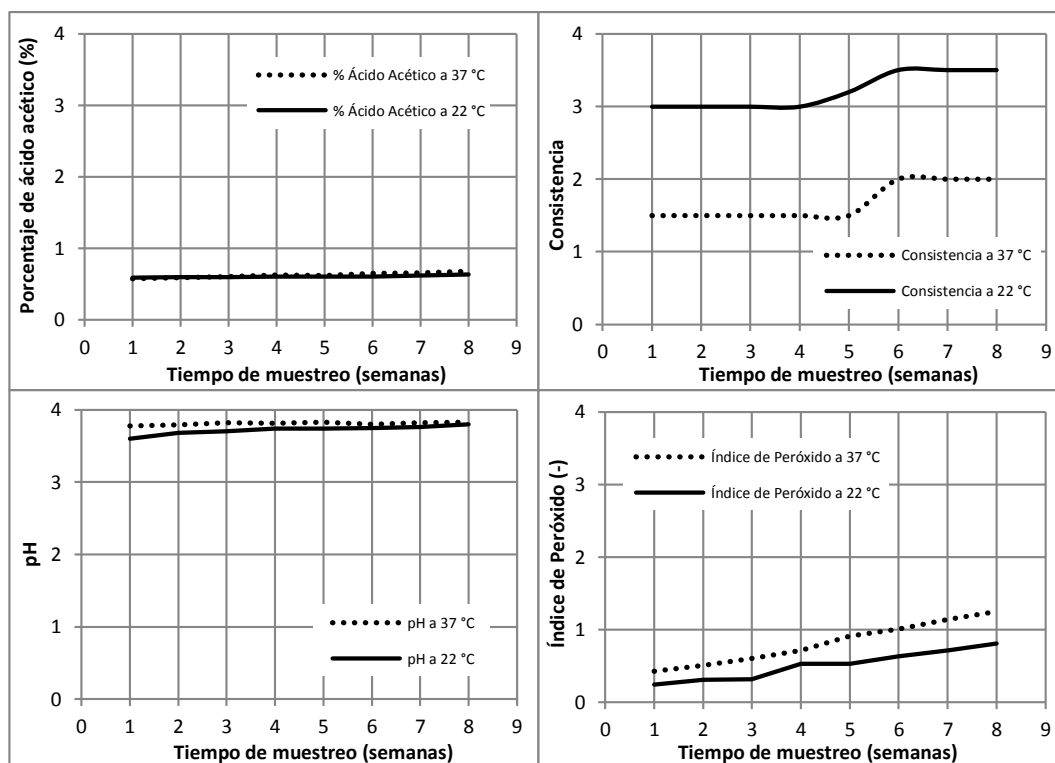 Porcentaje de ácido acético (%)
4
3
2
1
0
% Ácido Acético a 37 °C
% Ácido Acético a 22 °C
0 1 2 3 4 5 6 7 8 9
Tiempo de muestreo (semanas)
Consistencia
4
3
2
1
0
Consistencia a 37 °C
Consistencia a 22 °C
0 1 2 3 4 5 6 7 8 9
Tiempo de muestreo (semanas)
pH
4
3
2
1
0
pH a 37 °C
pH a 22 °C
0 1 2 3 4 5 6 7 8 9
Tiempo de muestreo (semanas)
Índice de Peróxido (-)
4
3
2
1
0
Índice de Peróxido a 37 °C
Índice de Peróxido a 22 °C
0 1 2 3 4 5 6 7 8 9
Tiempo de muestreo (semanas)